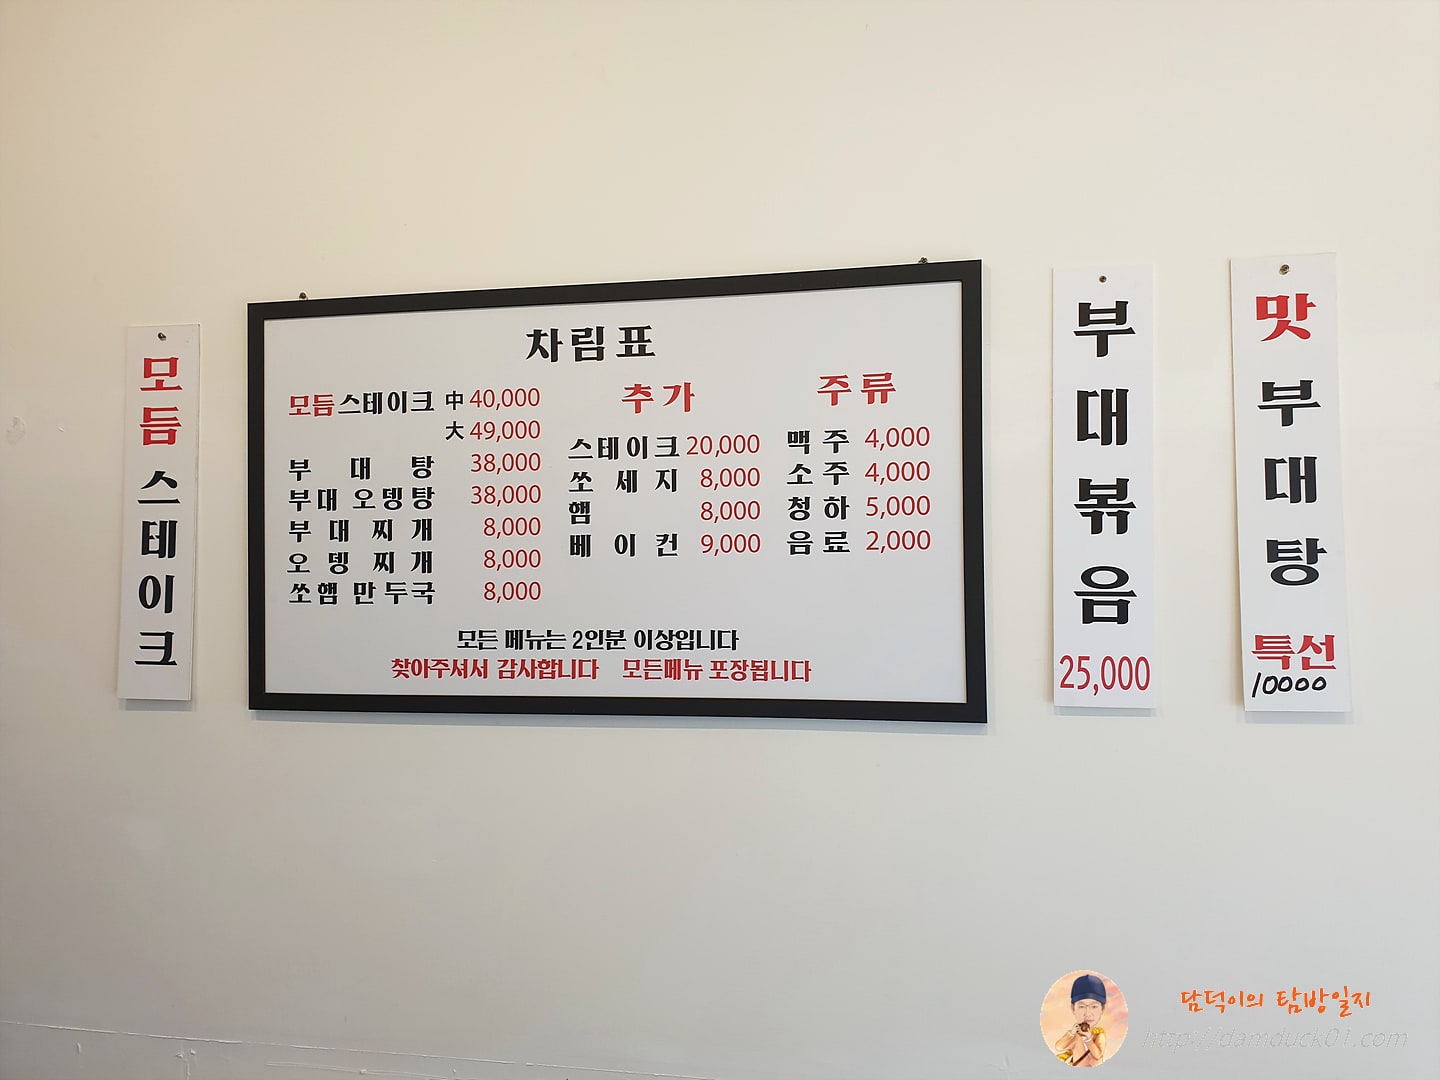 모듬스테이크
차림표
모듬스테이크 中 40,000
大 49,000
부대탕 38,000
부대 오뎅탕 38,000
부대찌개 8,000
오뎅찌개 8,000
쏘햄 만두국 8,000
추가
스테이크 20,000
쏘세지 8,000
햄 8,000
베이컨 9,000
주류
맥주 4,000
소주 4,000
청하 5,000
음료 2,000
모든 메뉴는 2인분 이상입니다
찾아주셔서 감사합니다 모든메뉴 포장됩니다
부대볶음
25,000
맛부대탕
특선
10000
담덕이의 탐방일지
http://damduck01.com